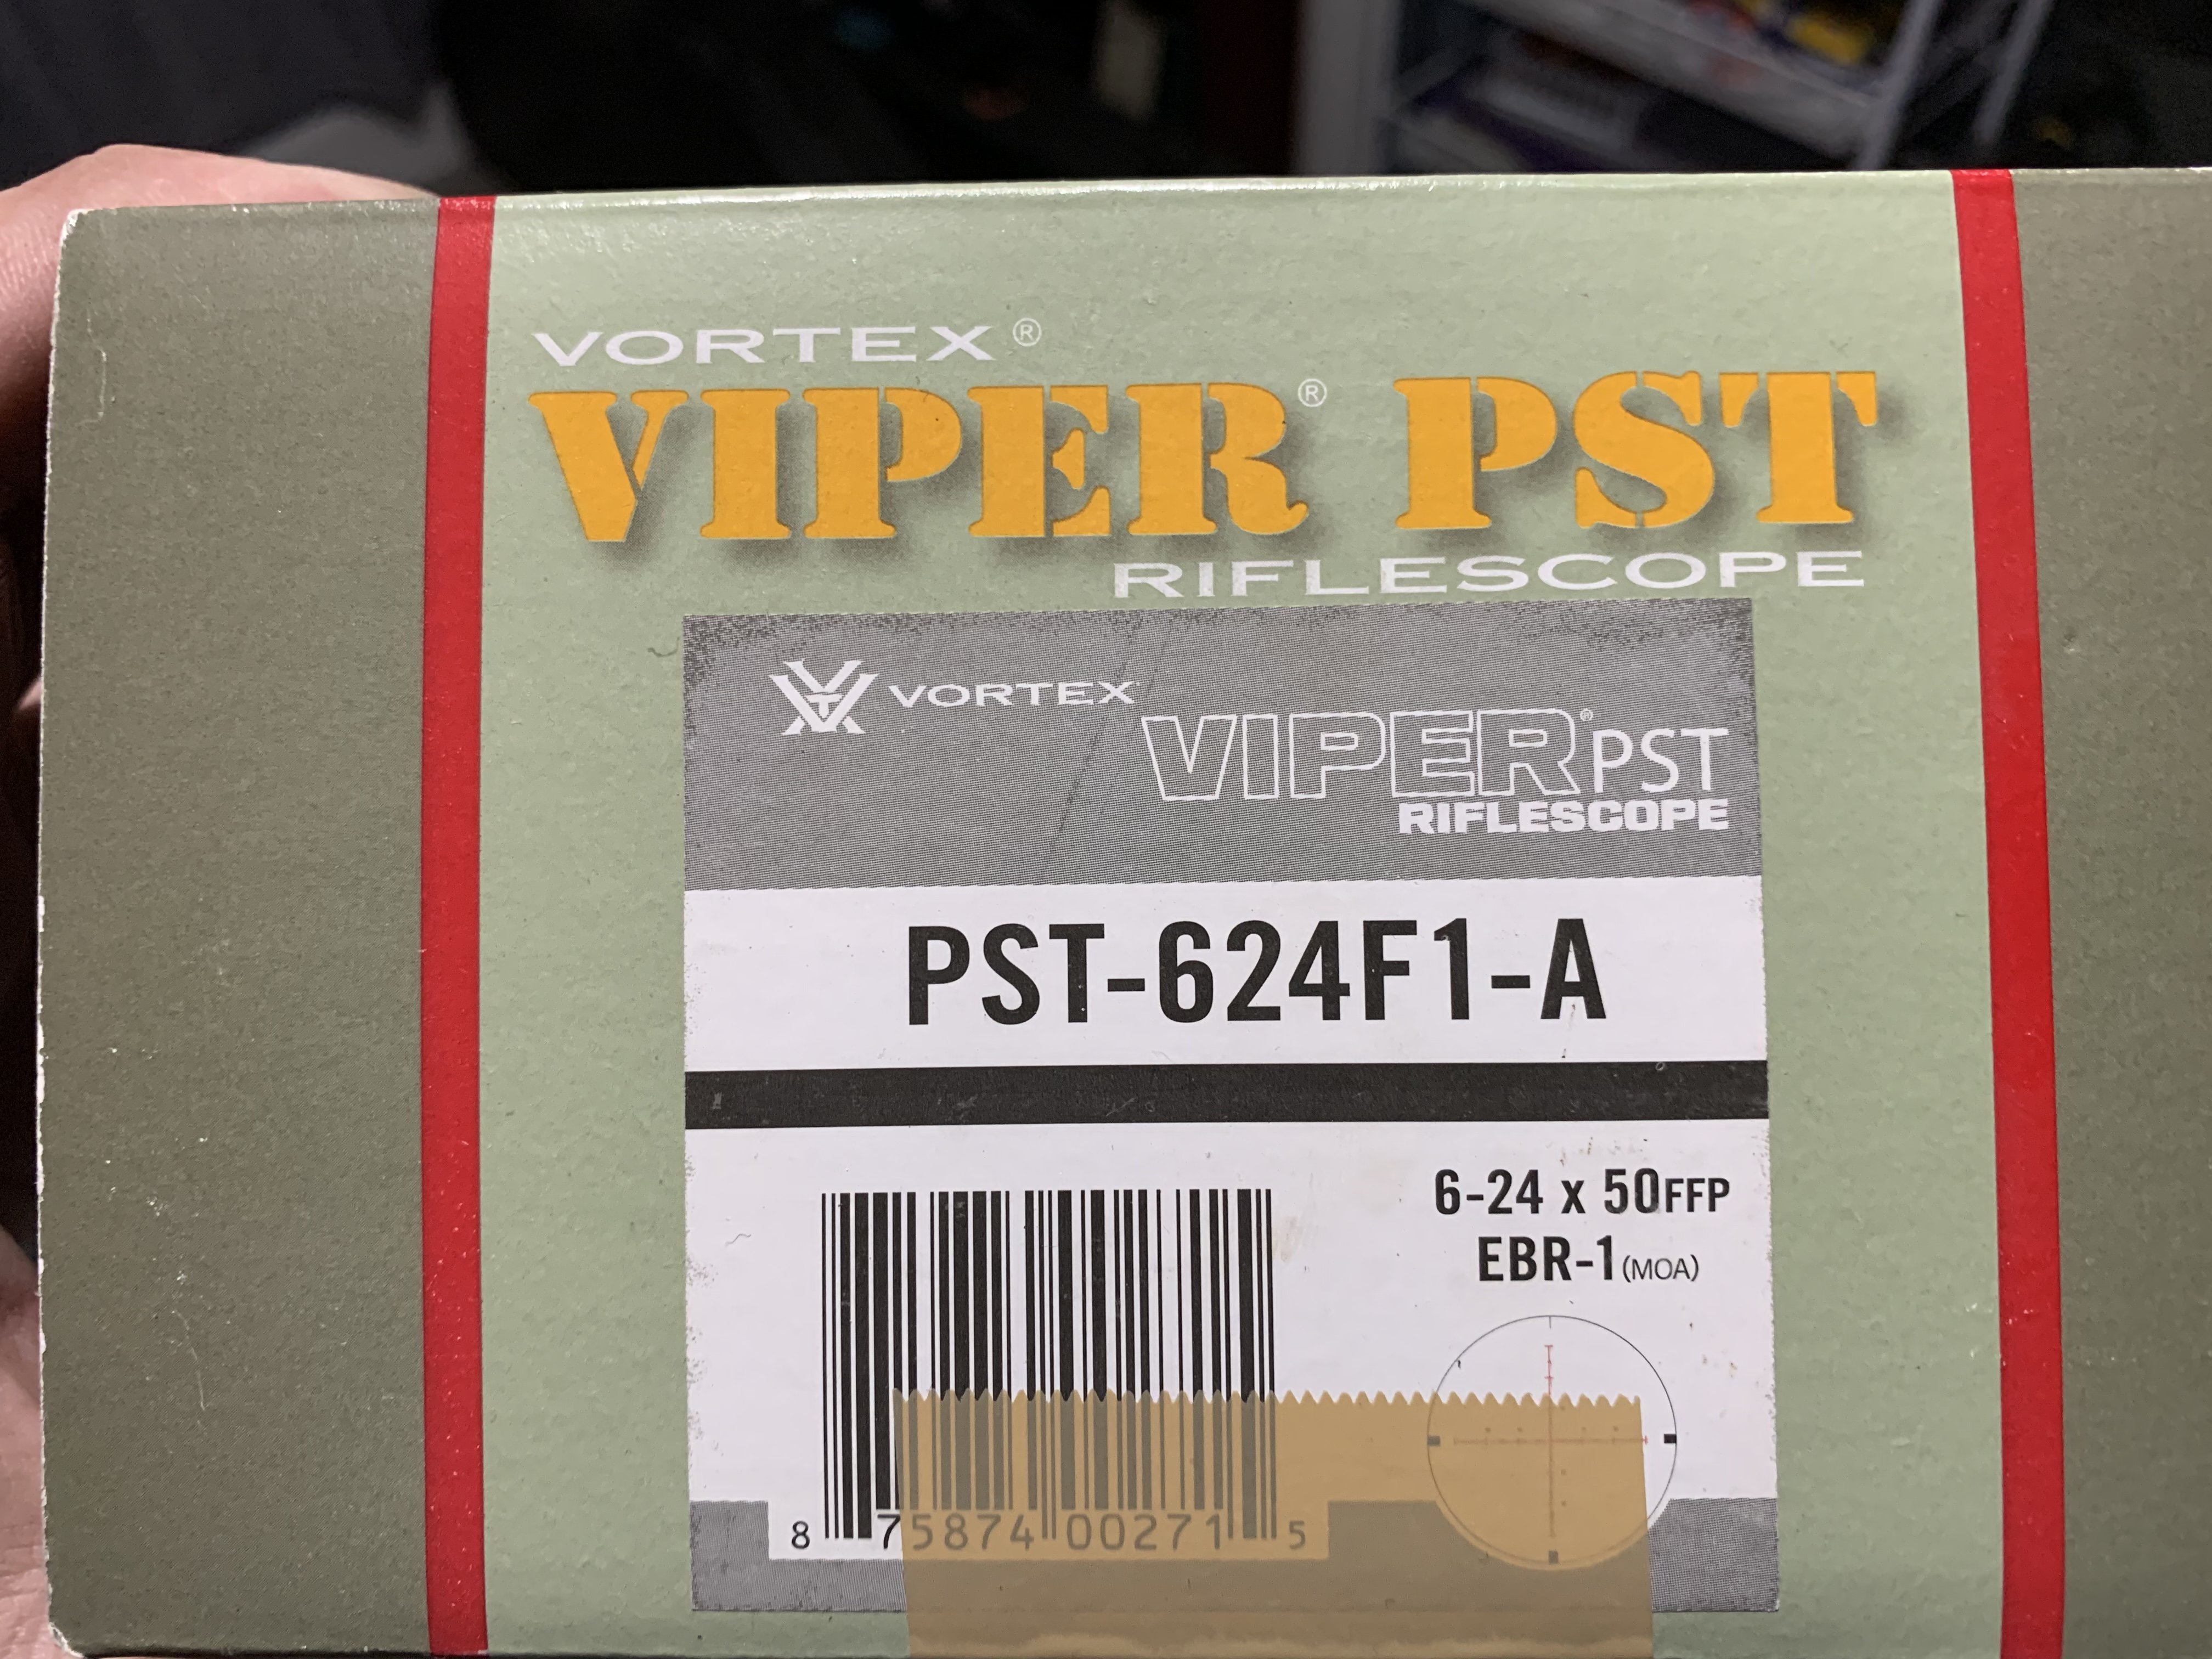 VORTEX®
VIPER® PST
RIFLESCOPE
VORTEX
VIPER® PST
RIFLESCOPE
PST-624F1-A
6-24 x 50FFP
EBR-1(MOA)
8 75874 00271 5